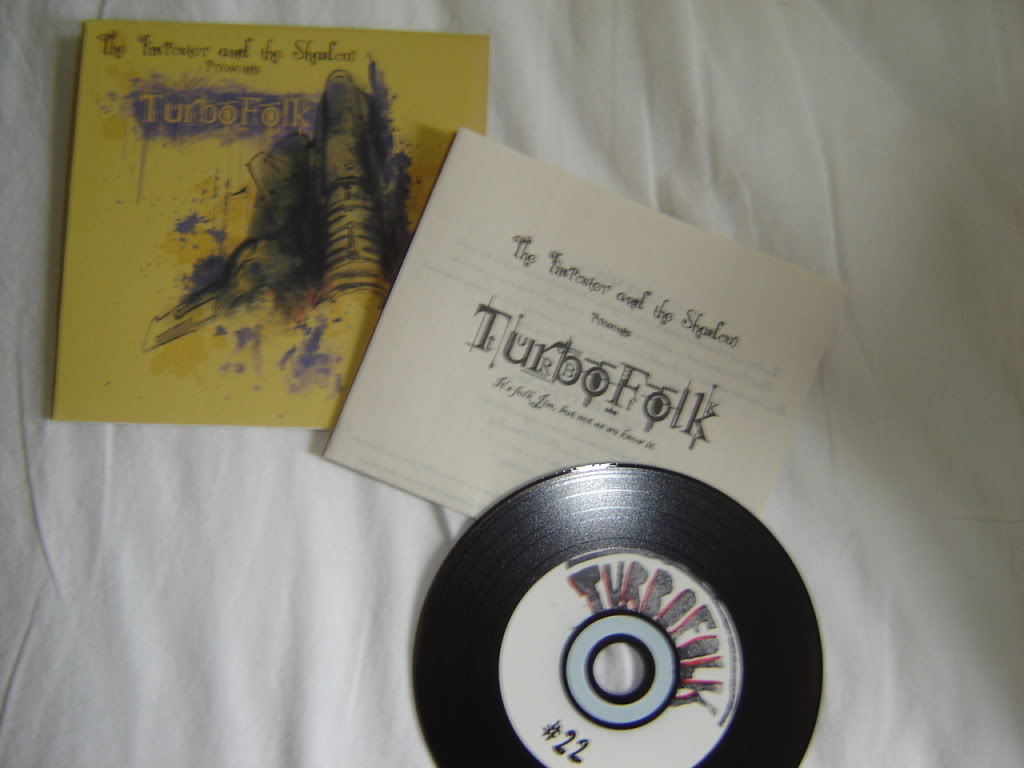 The Imposter and the Shadow
Presents
TurboFolk
The Imposter and the Shadow
Presents
TurboFolk
It's folk Jim, but not as we know it.
TURBOFOLK
#22